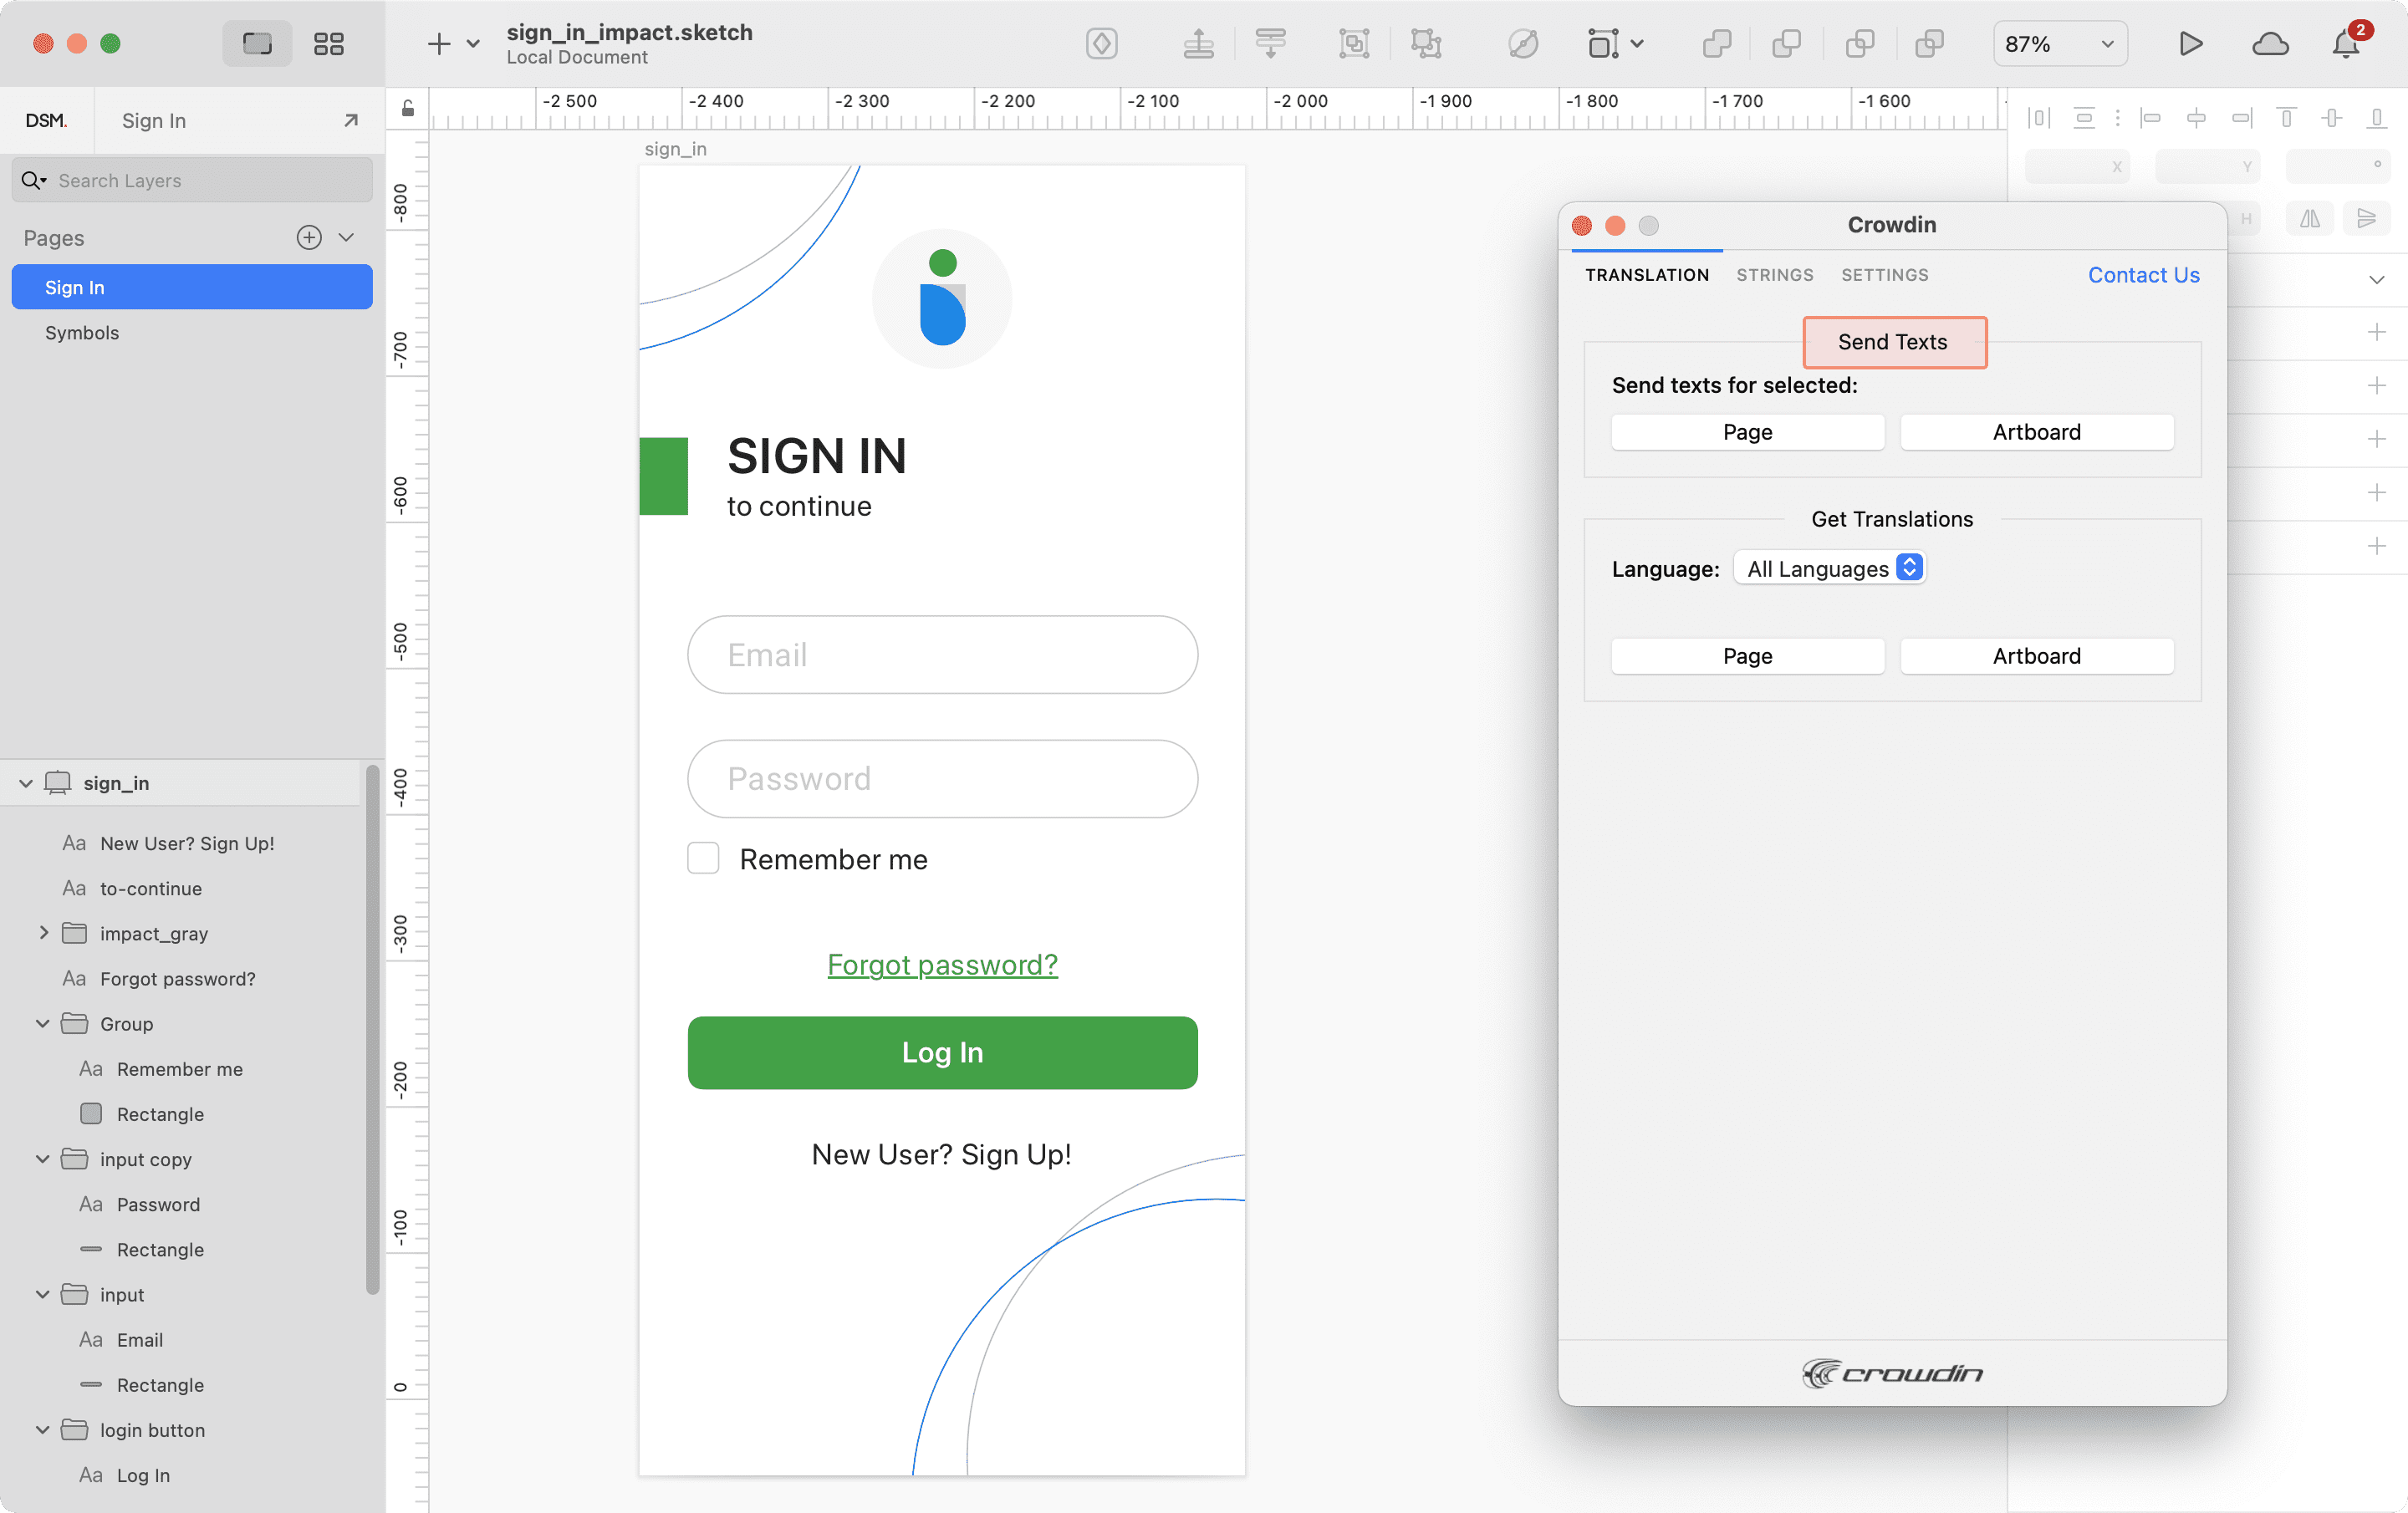 sign_in_impact.sketch
Local Document
87%
2
DSM.
Sign In
Search Layers
Pages
Sign In
Symbols
sign_in
New User? Sign Up!
to-continue
impact_gray
Forgot password?
Group
Remember me
Rectangle
input copy
Password
Rectangle
input
Email
Rectangle
login button
Log In
-2 500
-2 400
-2 300
-2 200
-2 100
-2 000
-1 900
-1 800
-1 700
-1 600
-800
-700
-600
-500
-400
-300
-200
-100
0
sign_in
SIGN IN
to continue
Email
Password
Remember me
Forgot password?
Log In
New User? Sign Up!
X
Y
°
H
Crowdin
TRANSLATION
STRINGS
SETTINGS
Contact Us
Send Texts
Send texts for selected:
Page
Artboard
Get Translations
Language:
All Languages
Page
Artboard
crowdin
Aa
Aa
Aa
Aa
Aa
Aa
Aa